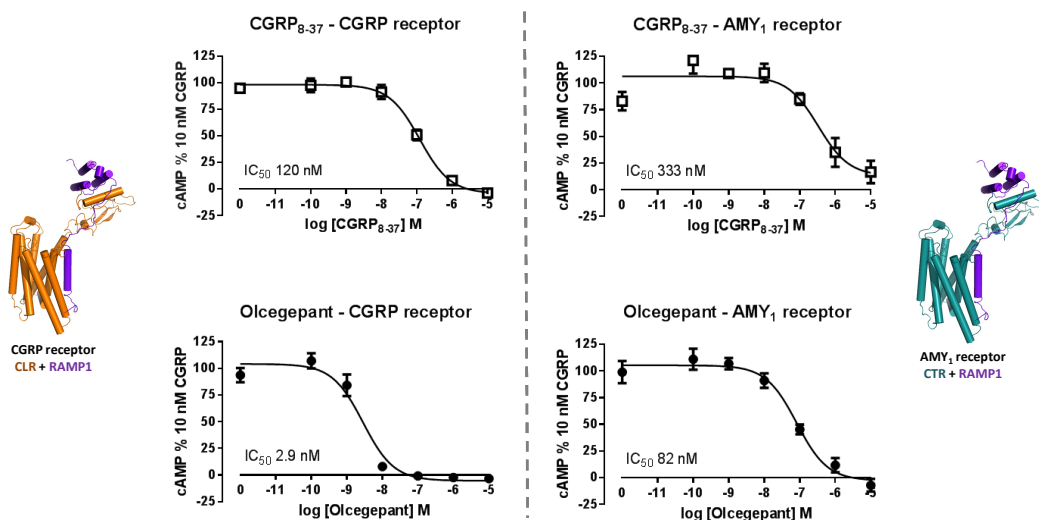 CGRP8-37 - CGRP receptor
125
100
75
50
25
0
-25
cAMP % 10 nM CGRP
IC50 120 nM
0 -11 -10 -9 -8 -7 -6 -5
log [CGRP8-37] M
CGRP8-37 - AMY1 receptor
125
100
75
50
25
0
-25
cAMP % 10 nM CGRP
IC50 333 nM
0 -11 -10 -9 -8 -7 -6 -5
log [CGRP8-37] M
CGRP receptor
CLR + RAMP1
Olcegepant - CGRP receptor
125
100
75
50
25
0
-25
cAMP % 10 nM CGRP
IC50 2.9 nM
0 -11 -10 -9 -8 -7 -6 -5
log [Olcegepant] M
Olcegepant - AMY1 receptor
125
100
75
50
25
0
-25
cAMP % 10 nM CGRP
IC50 82 nM
0 -11 -10 -9 -8 -7 -6 -5
log [Olcegepant] M
AMY1 receptor
CTR + RAMP1